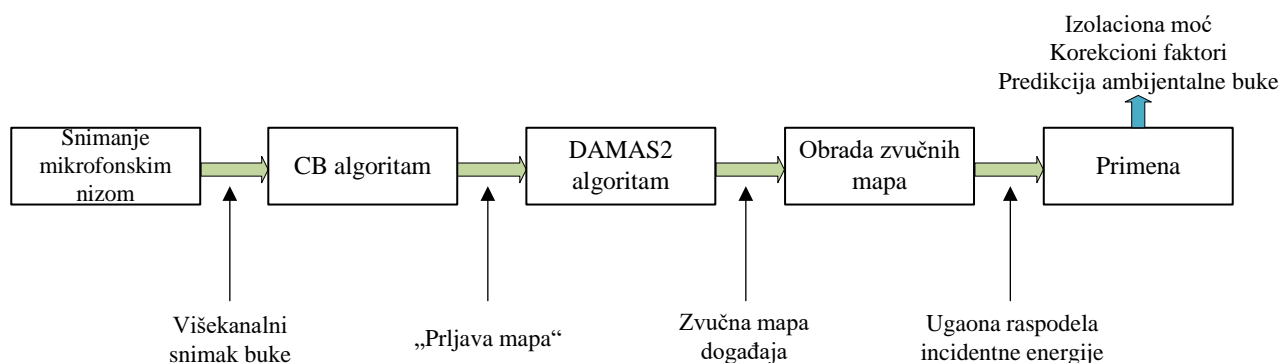 Izolaciona moć
Korekcioni faktori
Predikcija ambijentalne buke
Snimanje
mikrofonskim
nizom
CB algoritam
DAMAS2
algoritam
Obrada zvučnih
mapa
Primena
Višekanalni
snimak buke
„Prljava mapa“
Zvučna mapa
događaja
Ugaona raspodela
incidentne energije